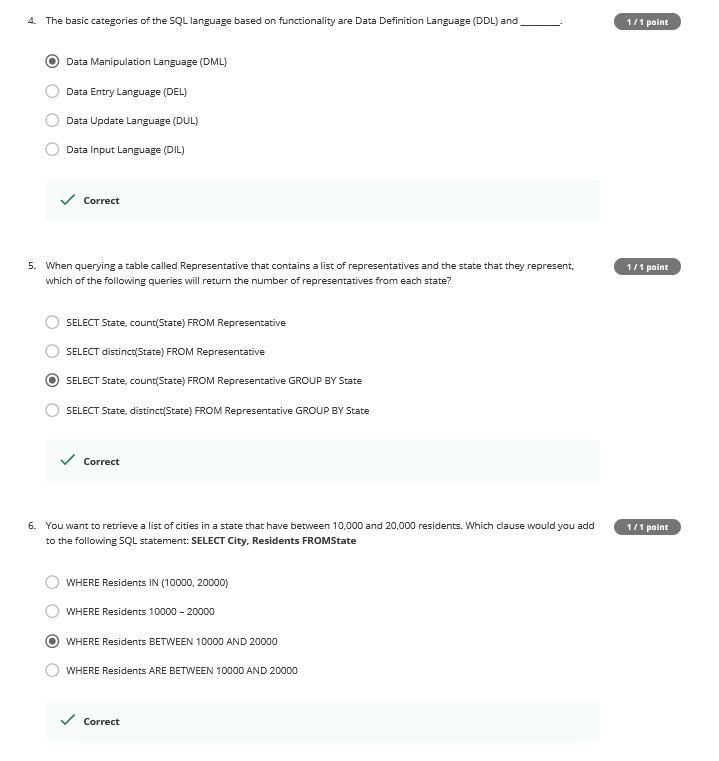 4. The basic categories of the SQL language based on functionality are Data Definition Language (DDL) and ________.
1 / 1 point
Data Manipulation Language (DML)
Data Entry Language (DEL)
Data Update Language (DUL)
Data Input Language (DIL)
Correct
5. When querying a table called Representative that contains a list of representatives and the state that they represent,
which of the following queries will return the number of representatives from each state?
1 / 1 point
SELECT State, count(State) FROM Representative
SELECT distinct(State) FROM Representative
SELECT State, count(State) FROM Representative GROUP BY State
SELECT State, distinct(State) FROM Representative GROUP BY State
Correct
6. You want to retrieve a list of cities in a state that have between 10,000 and 20,000 residents. Which clause would you add
to the following SQL statement: SELECT City, Residents FROMState
1 / 1 point
WHERE Residents IN (10000, 20000)
WHERE Residents 10000 – 20000
WHERE Residents BETWEEN 10000 AND 20000
WHERE Residents ARE BETWEEN 10000 AND 20000
Correct